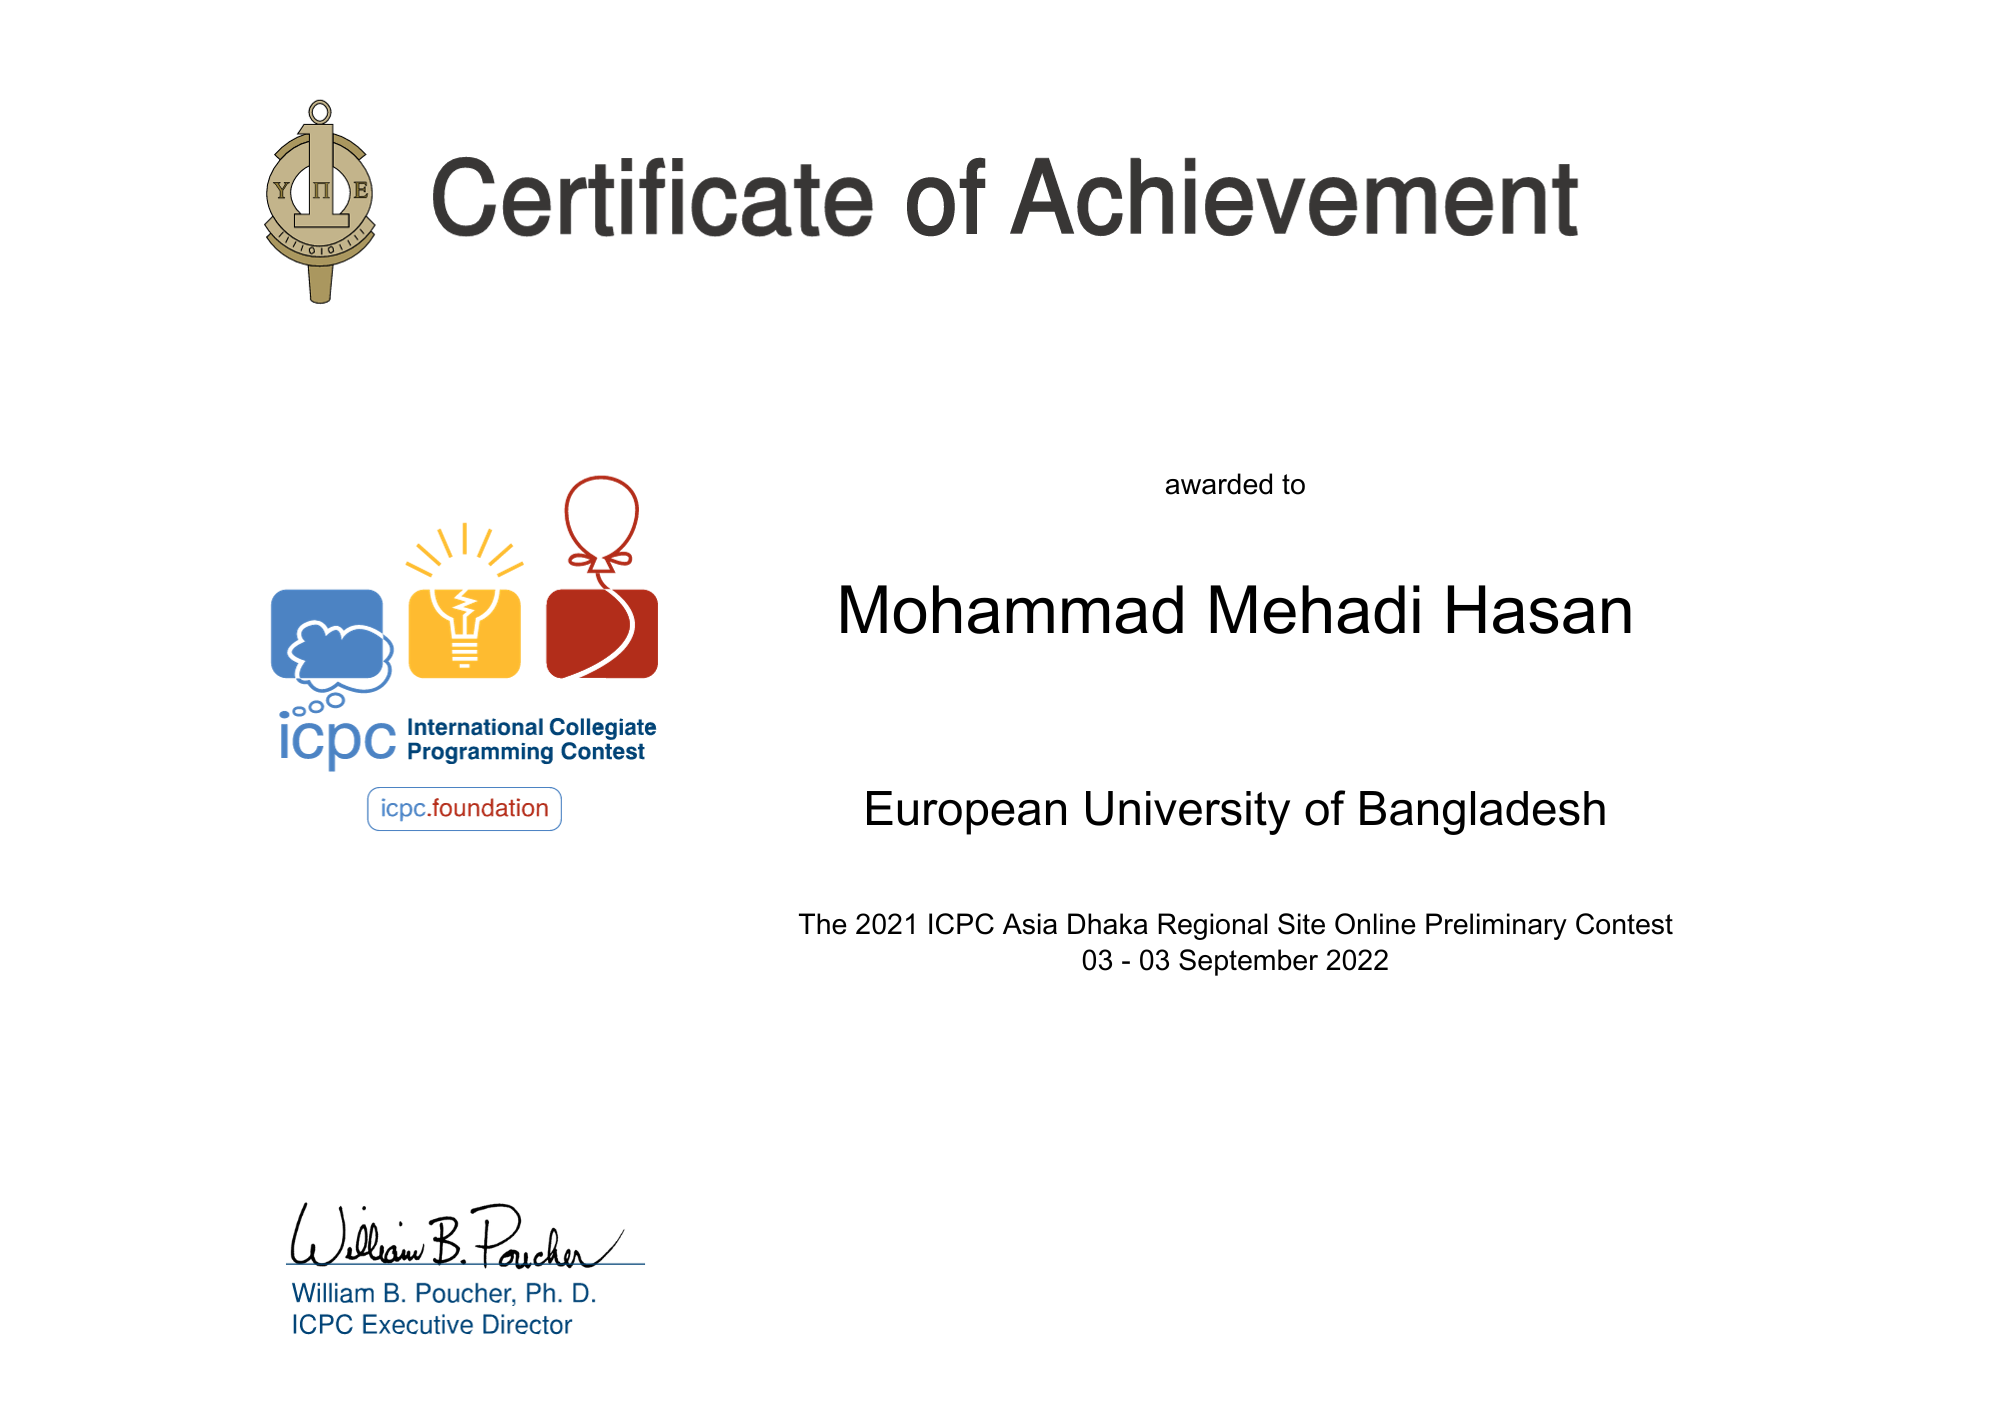 Υ Π Ε
Certificate of Achievement
awarded to
Mohammad Mehadi Hasan
icpc International Collegiate
Programming Contest
icpc.foundation
European University of Bangladesh
The 2021 ICPC Asia Dhaka Regional Site Online Preliminary Contest
03 - 03 September 2022
William B. Poucher
William B. Poucher, Ph. D.
ICPC Executive Director